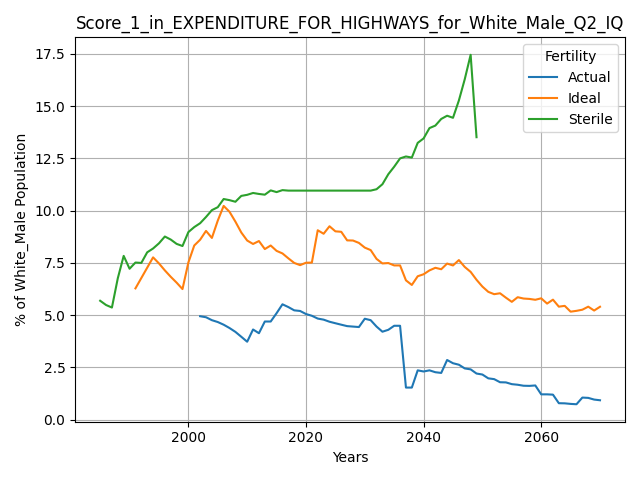 Score_1_in_EXPENDITURE_FOR_HIGHWAYS_for_White_Male_Q2_IQ
% of White_Male Population
17.5
15.0
12.5
10.0
7.5
5.0
2.5
0.0
Fertility
Actual
Ideal
Sterile
2000
2020
2040
2060
Years